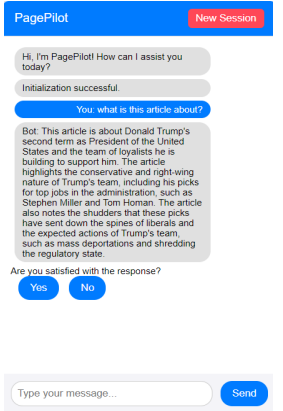 PagePilot
New Session
Hi, I'm PagePilot! How can I assist you
today?
Initialization successful.
You: what is this article about?
Bot: This article is about Donald Trump's
second term as President of the United
States and the team of loyalists he is
building to support him. The article
highlights the conservative and right-wing
nature of Trump's team, including his picks
for top jobs in the administration, such as
Stephen Miller and Tom Homan. The article
also notes the shudders that these picks
have sent down the spines of liberals and
the expected actions of Trump's team,
such as mass deportations and shredding
the regulatory state.
Are you satisfied with the response?
Yes
No
Type your message...
Send